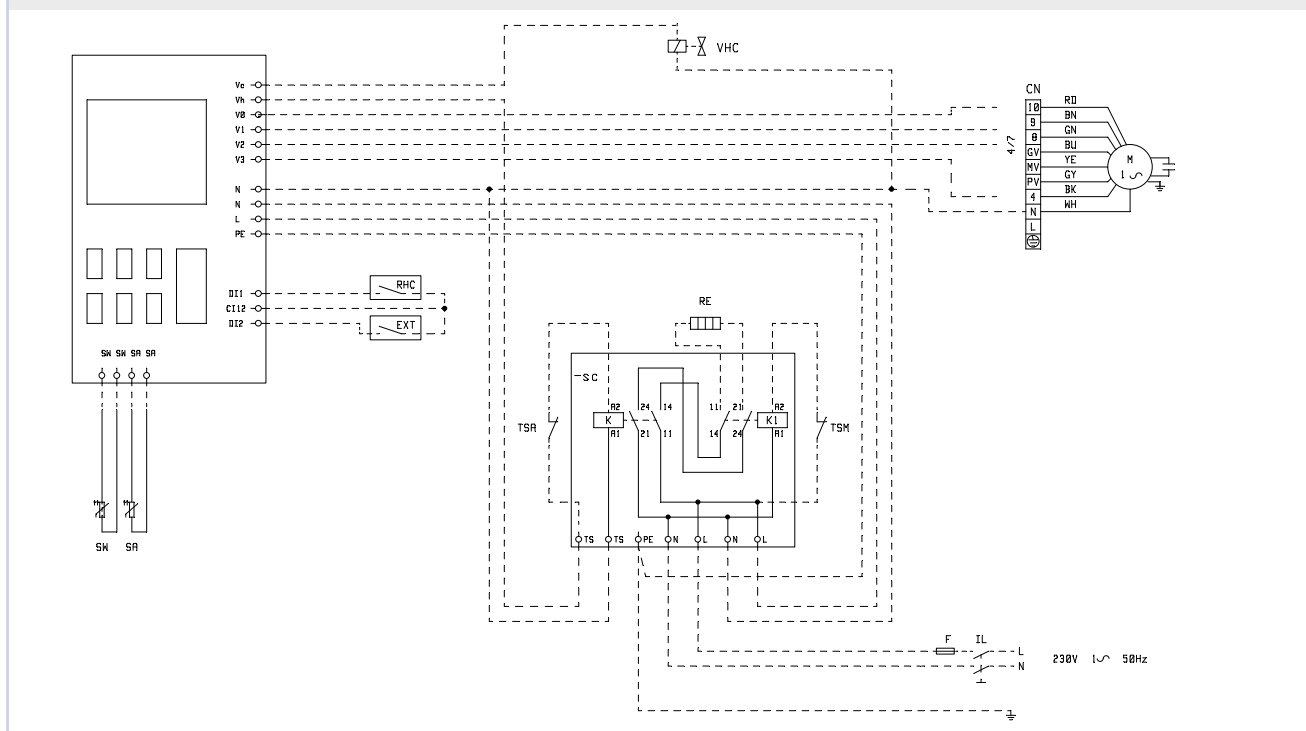 VHC
Vc
Vh
V0
V1
V2
V3
N
N
L
PE
DI1
CI12
DI2
SW SW SA SA
SW
SA
RHC
EXT
CN
10 RD
9 BN
8 GN
GV BU
MV YE
PV GY
4 BK
N WH
L
4/7
M
1
RE
-SC
TSA
TSM
A2 24 14 11 21 A2
K K1
A1 21 11 14 24 A1
TS TS PE N L N L
F IL
L
N
230V 1 50Hz